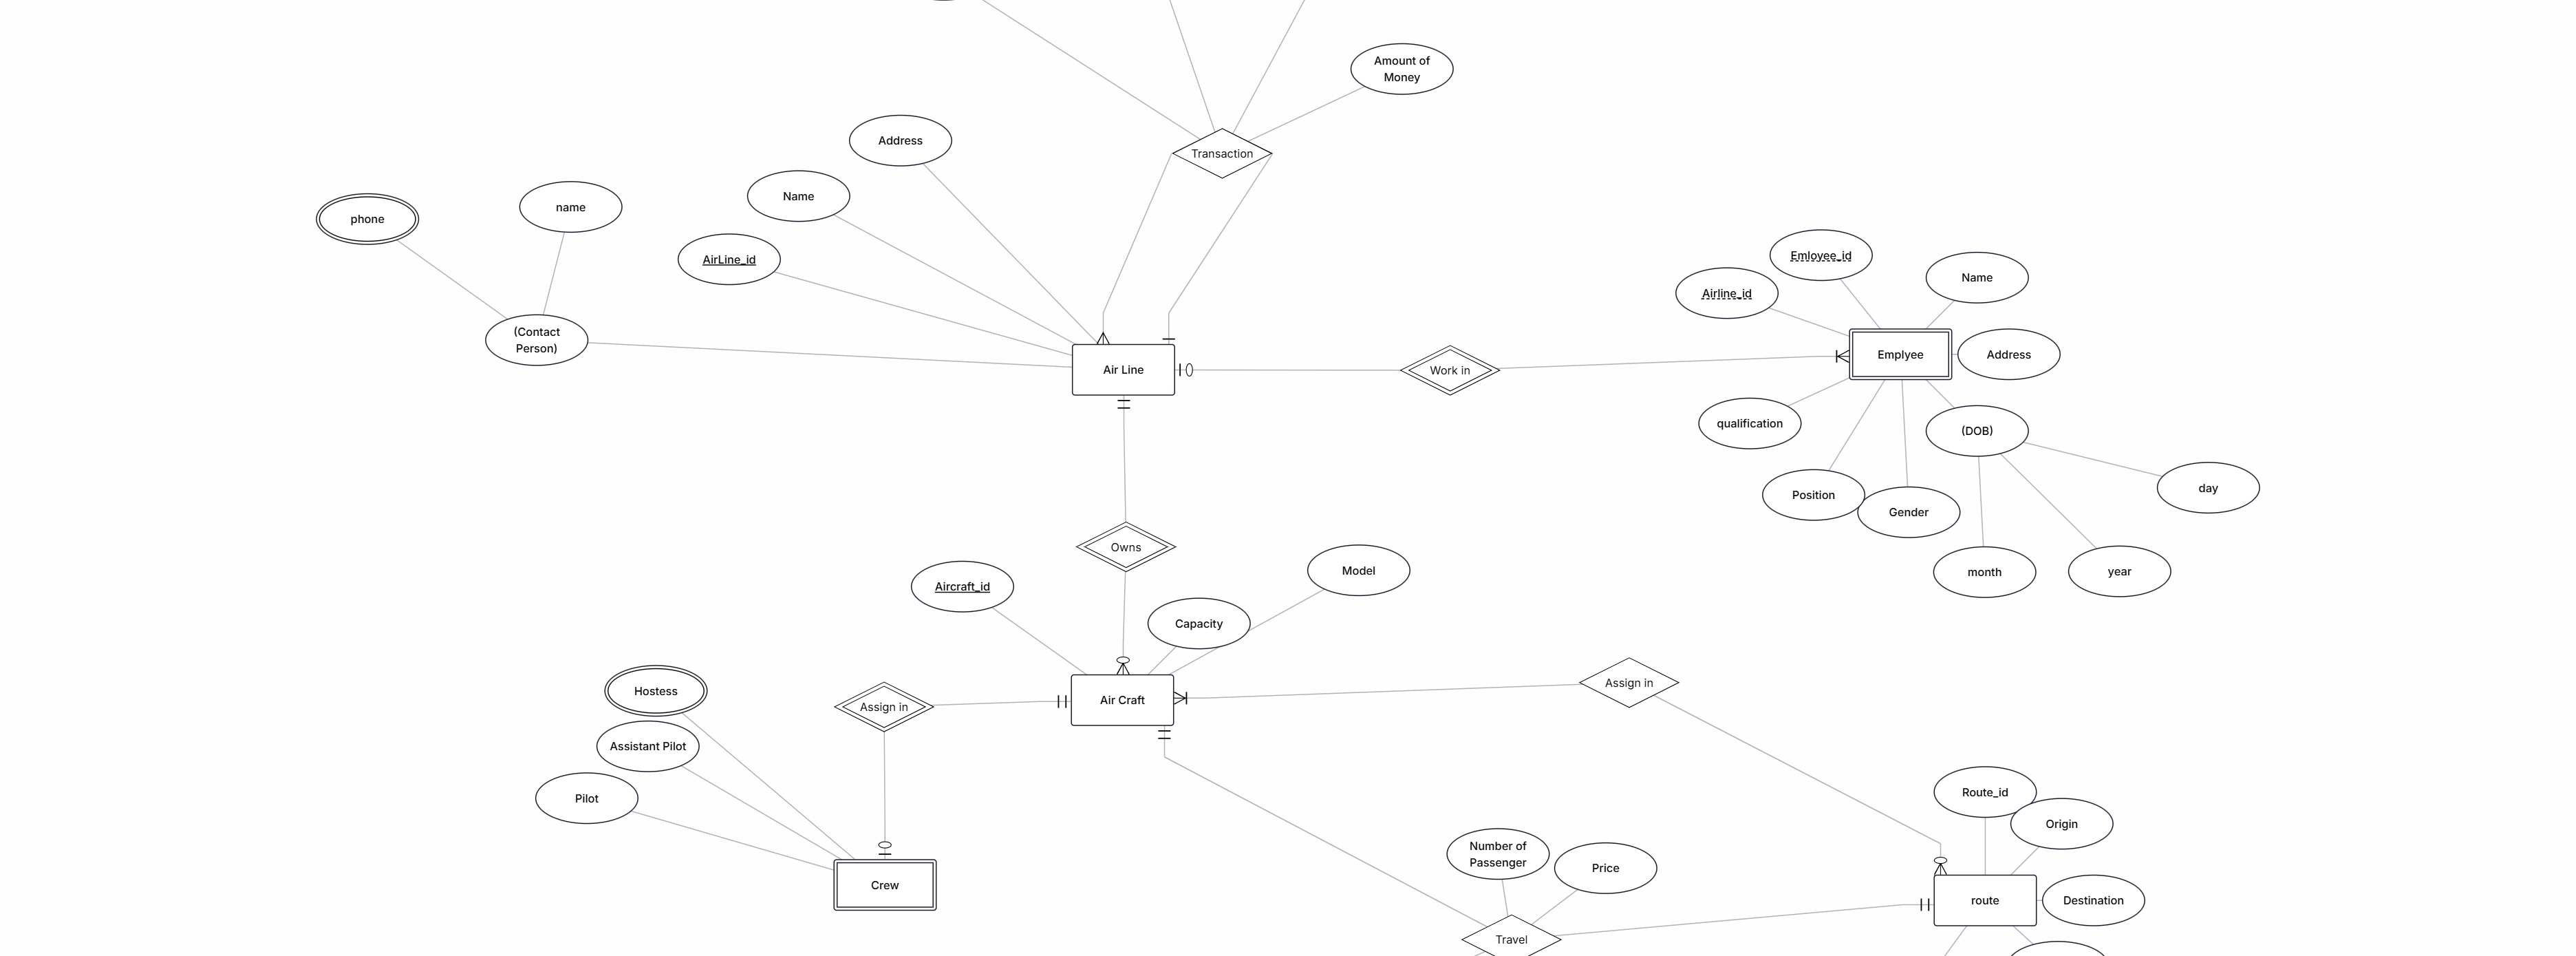 Amount of
Money
Address
Transaction
Name
name
phone
AirLine_id
Emloyee_id
Name
Airline_id
(Contact
Person)
Air Line
Work in
Emplyee
Address
qualification
(DOB)
Position
Gender
day
month
year
Owns
Aircraft_id
Model
Capacity
Hostess
Assign in
Air Craft
Assign in
Assistant Pilot
Pilot
Route_id
Origin
Number of
Passenger
Price
Crew
route
Destination
Travel